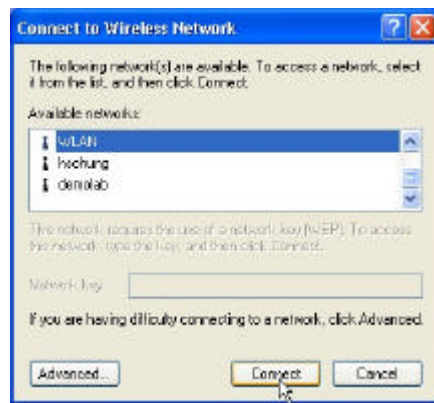 Connect to Wireless Network
The following network(s) are available. To access a network, select
it from the list, and then click Connect.
Available networks:
WLAN
hochung
demolab
This network requires the use of a network key (WEP). To access
this network, type the key, and then click Connect.
Network key:
If you are having difficulty connecting to a network, click Advanced.
Advanced...
Connect
Cancel